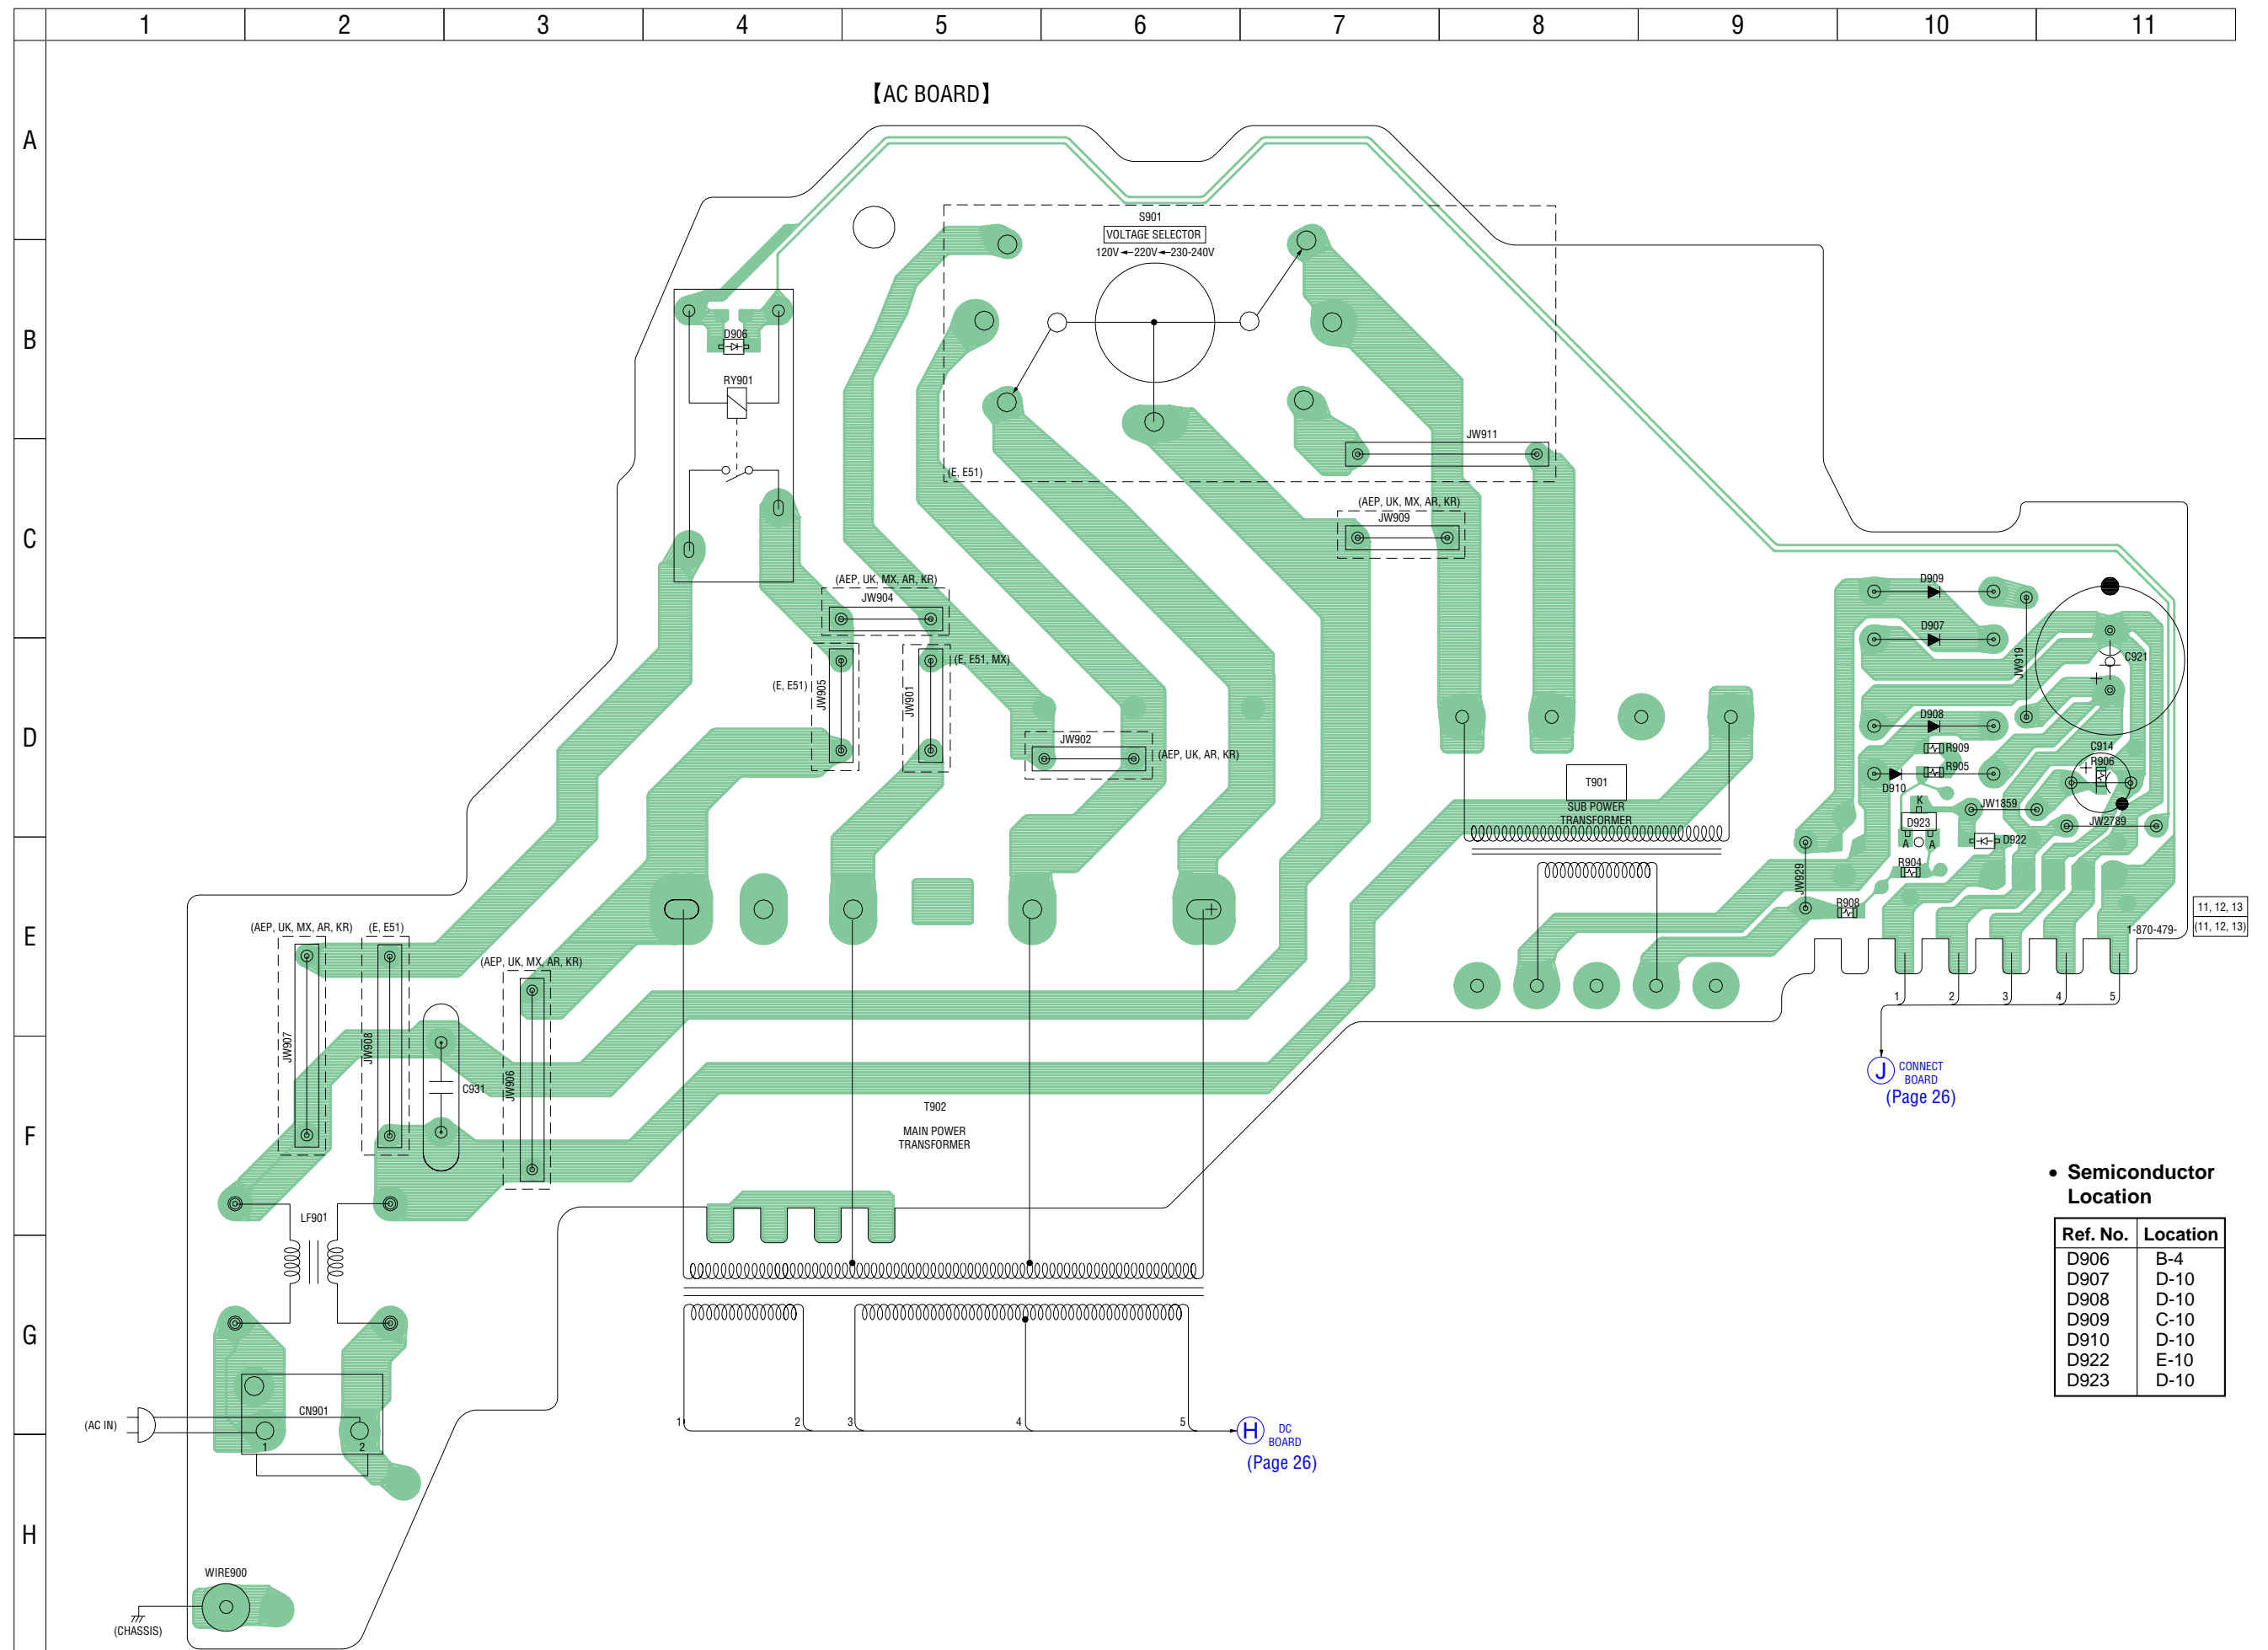 1 2 3 4 5 6 7 8 9 10 11
A
B
C
D
E
F
G
H
【AC BOARD】
S901
VOLTAGE SELECTOR
120V 220V 230-240V
D906
RY901
JW911
(E, E51)
(AEP, UK, MX, AR, KR)
JW909
(AEP, UK, MX, AR, KR)
JW904
D909
D907
JW919
C921
+
(E, E51)
JW905
JW901
(E, E51, MX)
JW902
(AEP, UK, AR, KR)
D908
R909
R905
D910
C914
+
R906
T901
SUB POWER
TRANSFORMER
K
D923
A A
JW1859
JW2789
D922
R904
JW929
R908
11, 12, 13
(11, 12, 13)
1-870-479-
(AEP, UK, MX, AR, KR)
(E, E51)
(AEP, UK, MX, AR, KR)
JW907
JW908
JW906
C931
1 2 3 4 5
J CONNECT
BOARD
(Page 26)
T902
MAIN POWER
TRANSFORMER
LF901
• Semiconductor
Location
Ref. No. Location
D906 B-4
D907 D-10
D908 D-10
D909 C-10
D910 D-10
D922 E-10
D923 D-10
(AC IN)
CN901
1 2
1 2 3 4 5
H DC
BOARD
(Page 26)
WIRE900
(CHASSIS)